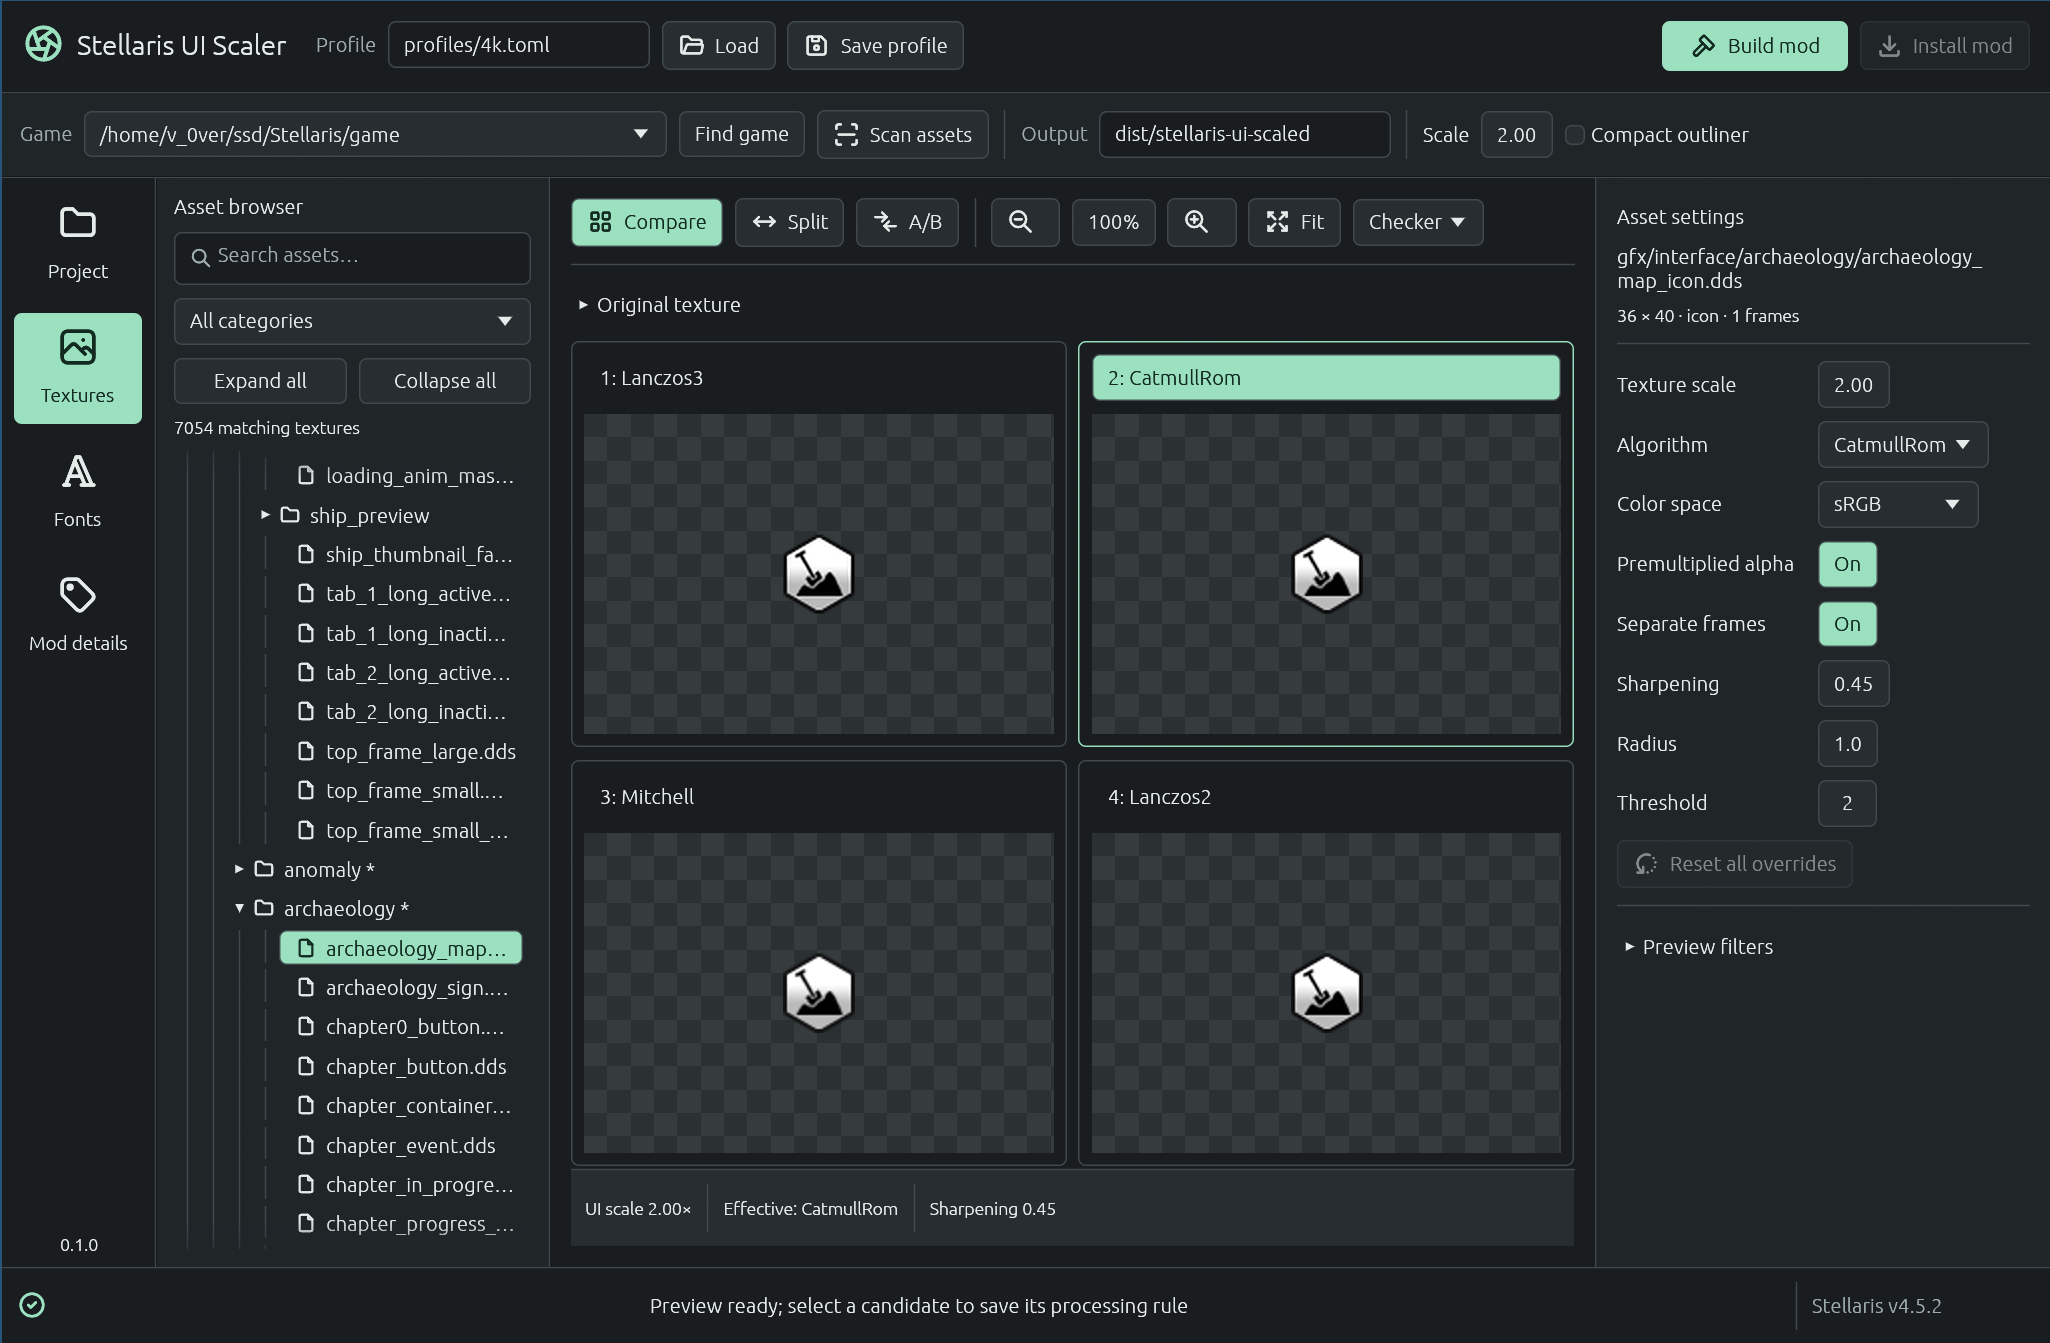 Stellaris UI Scaler
Profile
profiles/4k.toml
Load
Save profile
Build mod
Install mod
Game
/home/v_0ver/ssd/Stellaris/game
Find game
Scan assets
Output
dist/stellaris-ui-scaled
Scale
2.00
Compact outliner
Project
Textures
Fonts
Mod details
0.1.0
Asset browser
Search assets…
All categories
Expand all
Collapse all
7054 matching textures
loading_anim_mas…
ship_preview
ship_thumbnail_fa…
tab_1_long_active…
tab_1_long_inacti…
tab_2_long_active…
tab_2_long_inacti…
top_frame_large.dds
top_frame_small.…
top_frame_small_…
anomaly *
archaeology *
archaeology_map…
archaeology_sign.…
chapter0_button.…
chapter_button.dds
chapter_container…
chapter_event.dds
chapter_in_progre…
chapter_progress_…
Compare
Split
A/B
100%
Fit
Checker
Original texture
1: Lanczos3
2: CatmullRom
3: Mitchell
4: Lanczos2
UI scale 2.00×
Effective: CatmullRom
Sharpening 0.45
Asset settings
gfx/interface/archaeology/archaeology_
map_icon.dds
36 × 40 · icon · 1 frames
Texture scale
2.00
Algorithm
CatmullRom
Color space
sRGB
Premultiplied alpha
On
Separate frames
On
Sharpening
0.45
Radius
1.0
Threshold
2
Reset all overrides
Preview filters
Preview ready; select a candidate to save its processing rule
Stellaris v4.5.2